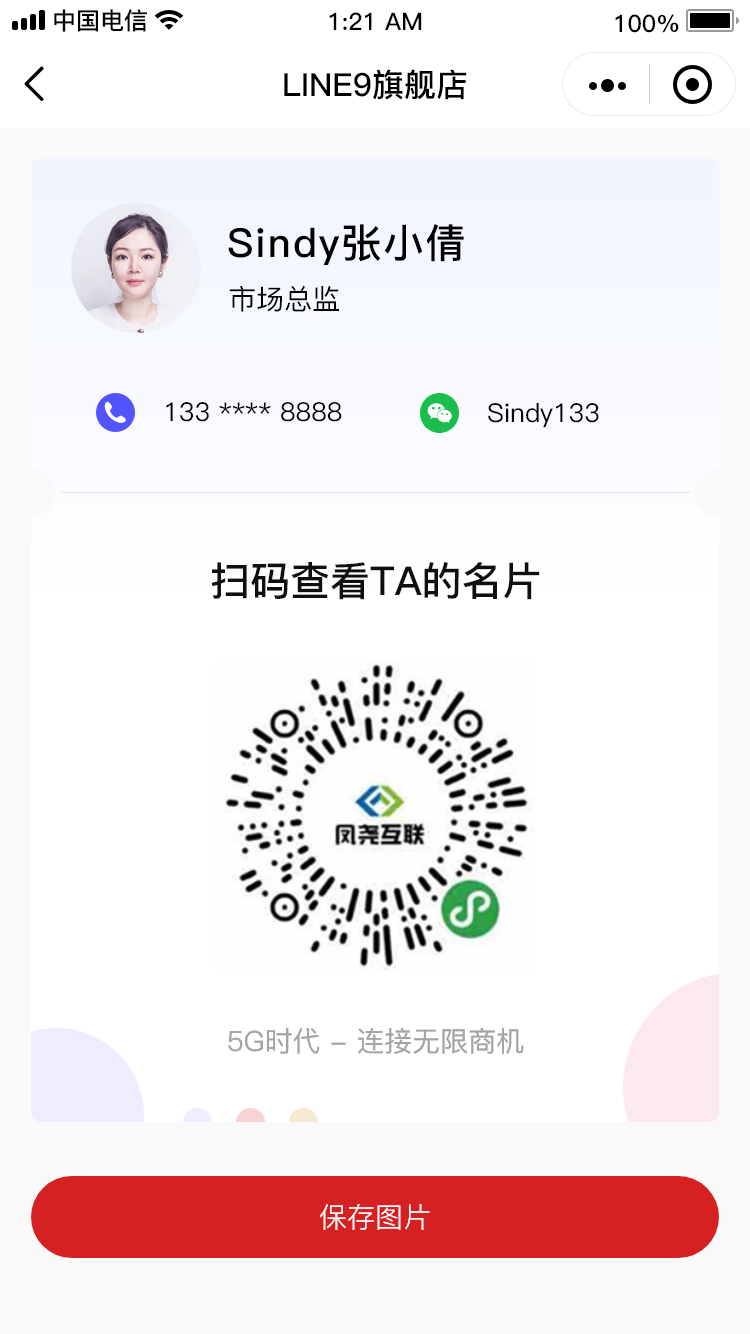 中国电信
1:21 AM
100%
LINE9旗舰店
Sindy张小倩
市场总监
133 **** 8888
Sindy133
扫码查看TA的名片
凤尧互联
5G时代 – 连接无限商机
保存图片